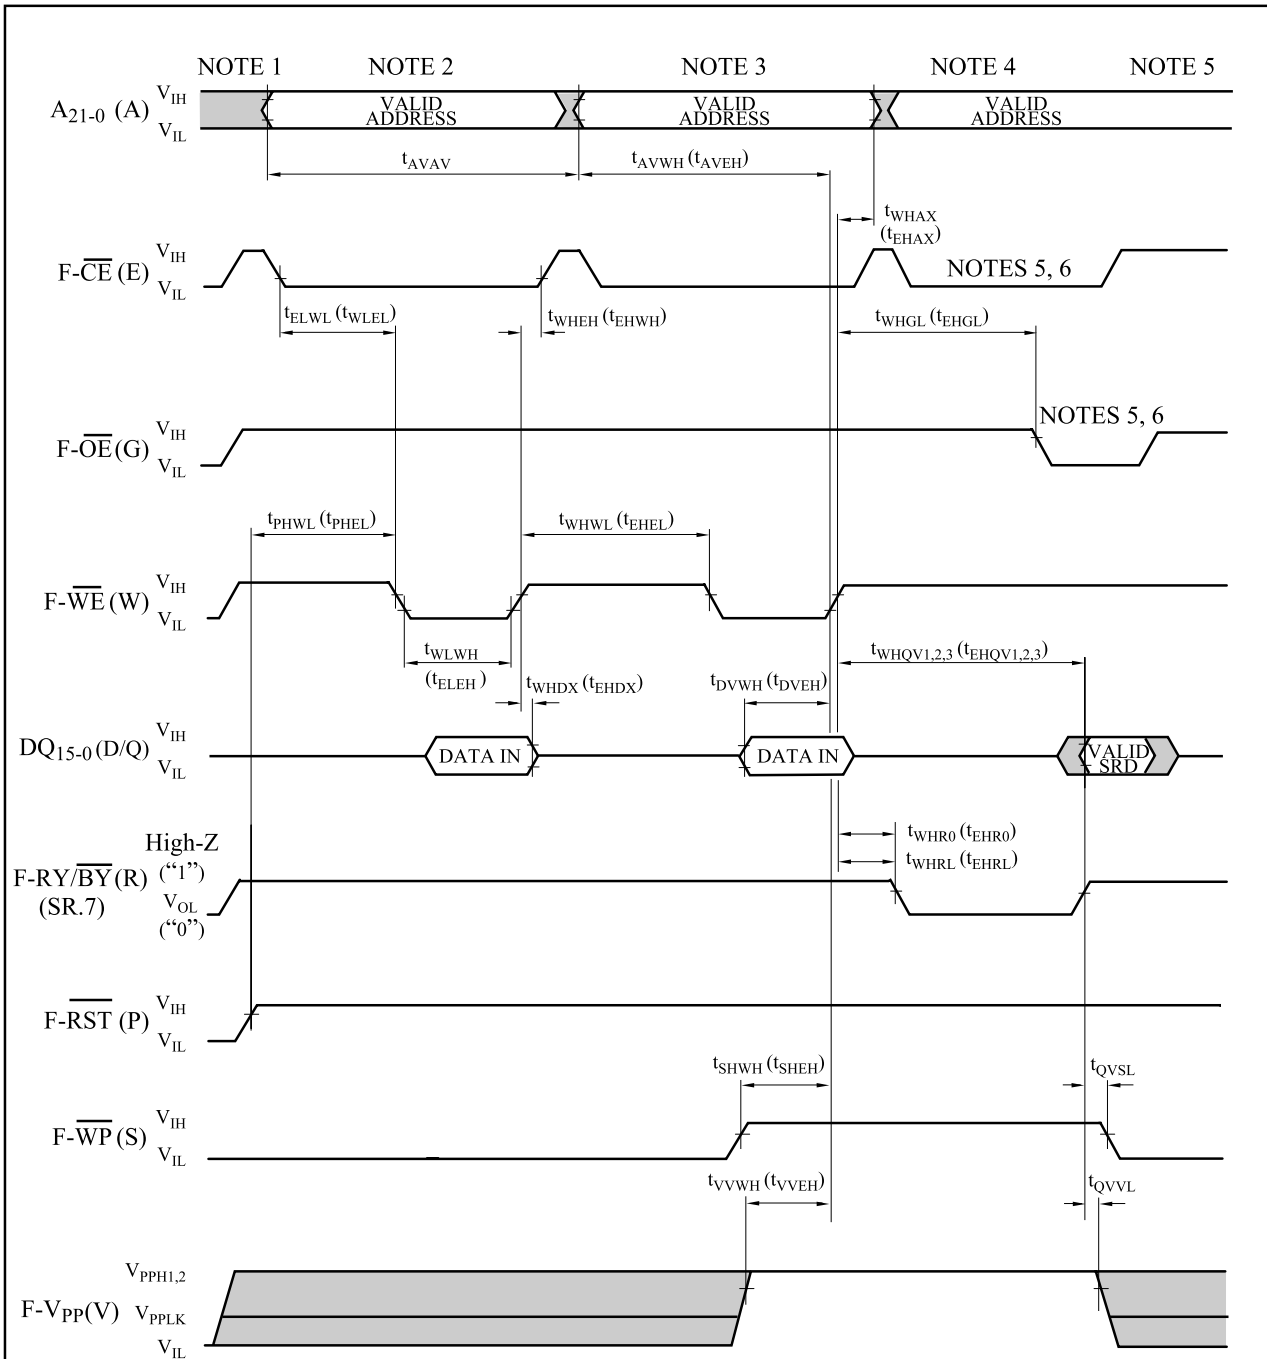 NOTE 1 NOTE 2 NOTE 3 NOTE 4 NOTE 5
A21-0 (A) VIH VIL
VALID ADDRESS
VALID ADDRESS
VALID ADDRESS
tAVAV
tAVWH (tAVEH)
tWHAX
(tEHAX)
F-CE (E) VIH VIL
NOTES 5, 6
tELWL (tWLEL)
tWHEH (tEHWH)
tWHGL (tEHGL)
F-OE (G) VIH VIL
NOTES 5, 6
tPHWL (tPHEL)
tWHWL (tEHEL)
F-WE (W) VIH VIL
tWLWH
(tELEH )
tWHDX (tEHDX)
tDVWH (tDVEH)
tWHQV1,2,3 (tEHQV1,2,3)
DQ15-0 (D/Q) VIH VIL
DATA IN
DATA IN
VALID
SRD
High-Z
(“1”)
F-RY/BY (R)
(SR.7)
VOL
(“0”)
tWHR0 (tEHR0)
tWHRL (tEHRL)
F-RST (P) VIH VIL
tSHWH (tSHEH)
tQVSL
F-WP (S) VIH VIL
tVVWH (tVVEH)
tQVVL
F-VPP (V) VPPH1,2
VPPLK
VIL